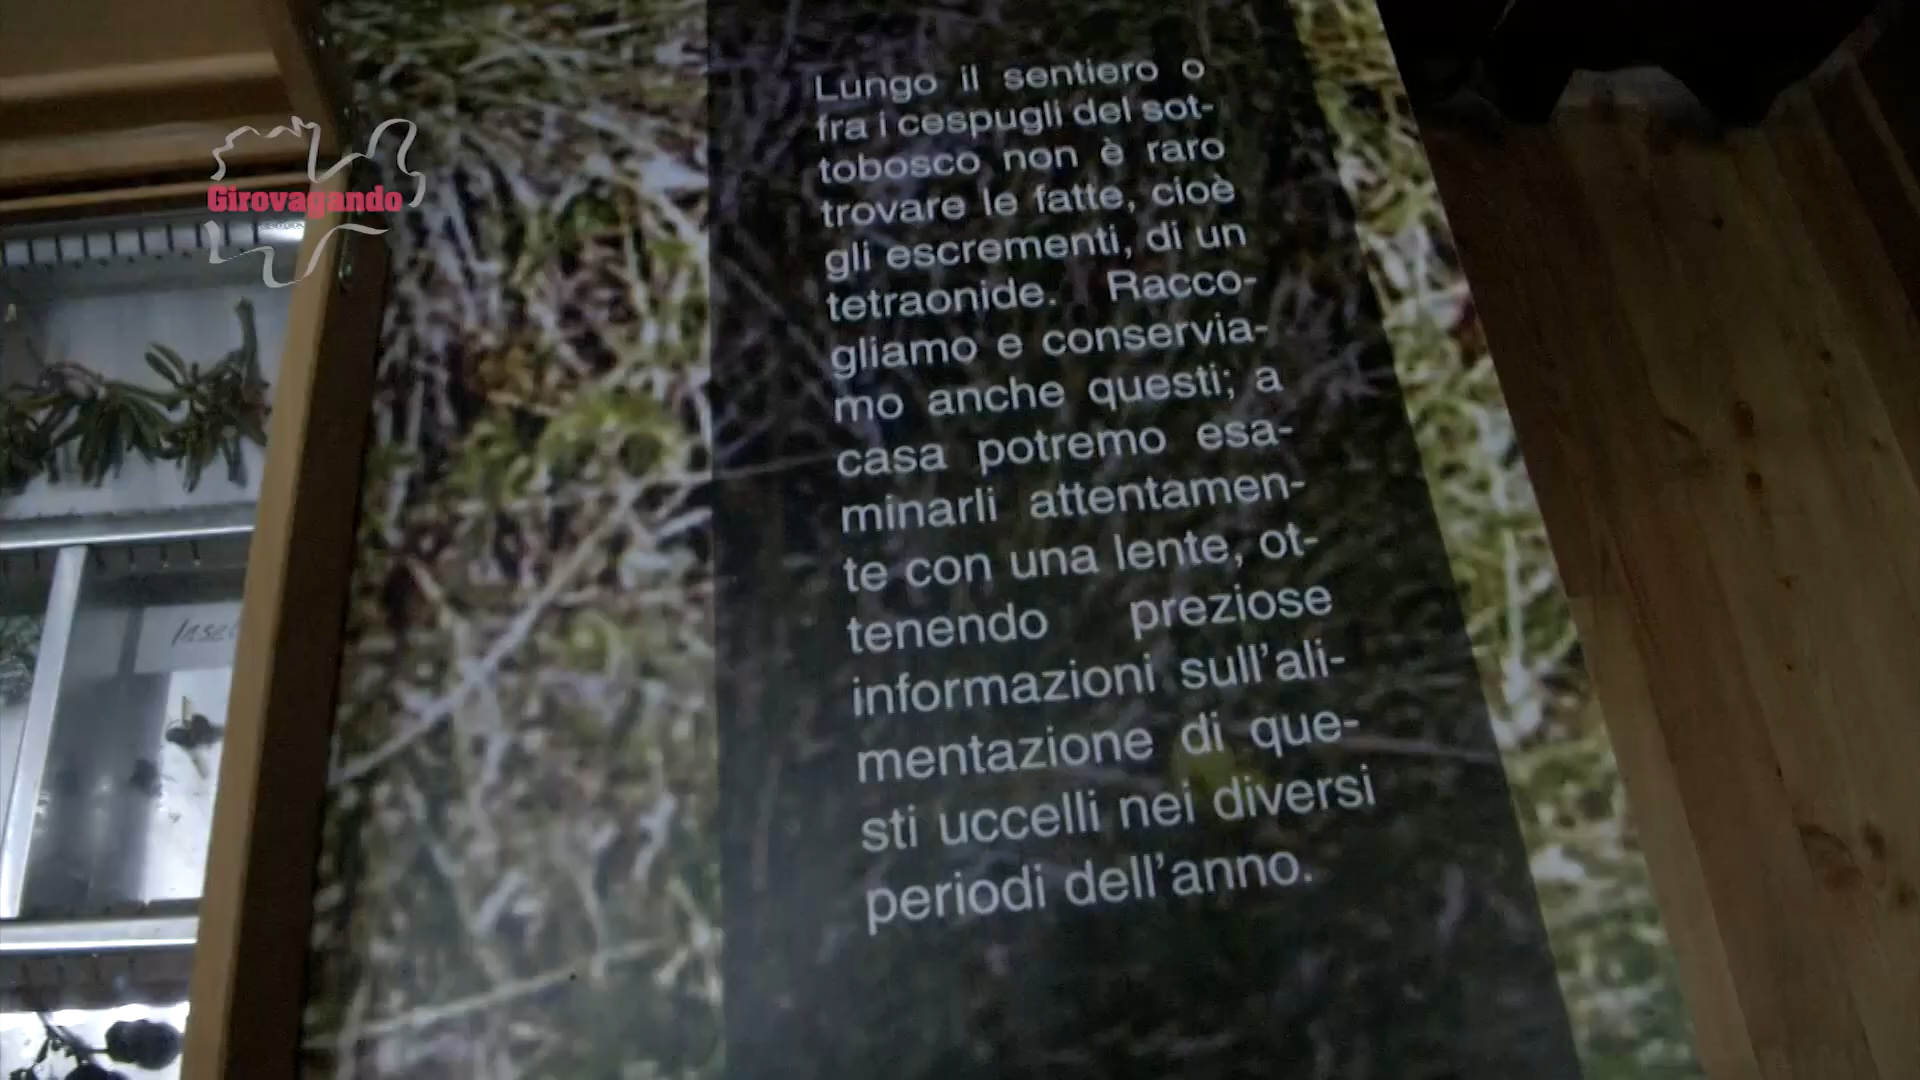 Girovagando
Lungo il sentiero o
fra i cespugli del sot-
tobosco non è raro
trovare le fatte, cioè
gli escrementi, di un
tetraonide. Racco-
gliamo e conservia-
mo anche questi; a
casa potremo esa-
minarli attentamen-
te con una lente, ot-
tenendo preziose
informazioni sull'ali-
mentazione di que-
sti uccelli nei diversi
periodi dell'anno.